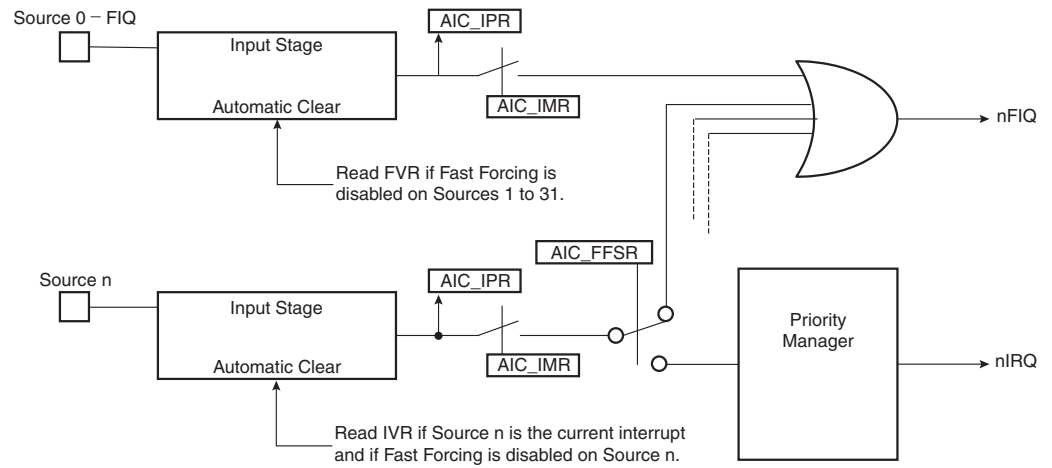 Source 0 – FIQ
AIC_IPR
Input Stage
Automatic Clear
AIC_IMR
nFIQ
Read FVR if Fast Forcing is
disabled on Sources 1 to 31.
AIC_FFSR
Source n
AIC_IPR
Input Stage
Priority
Manager
Automatic Clear
AIC_IMR
nIRQ
Read IVR if Source n is the current interrupt
and if Fast Forcing is disabled on Source n.